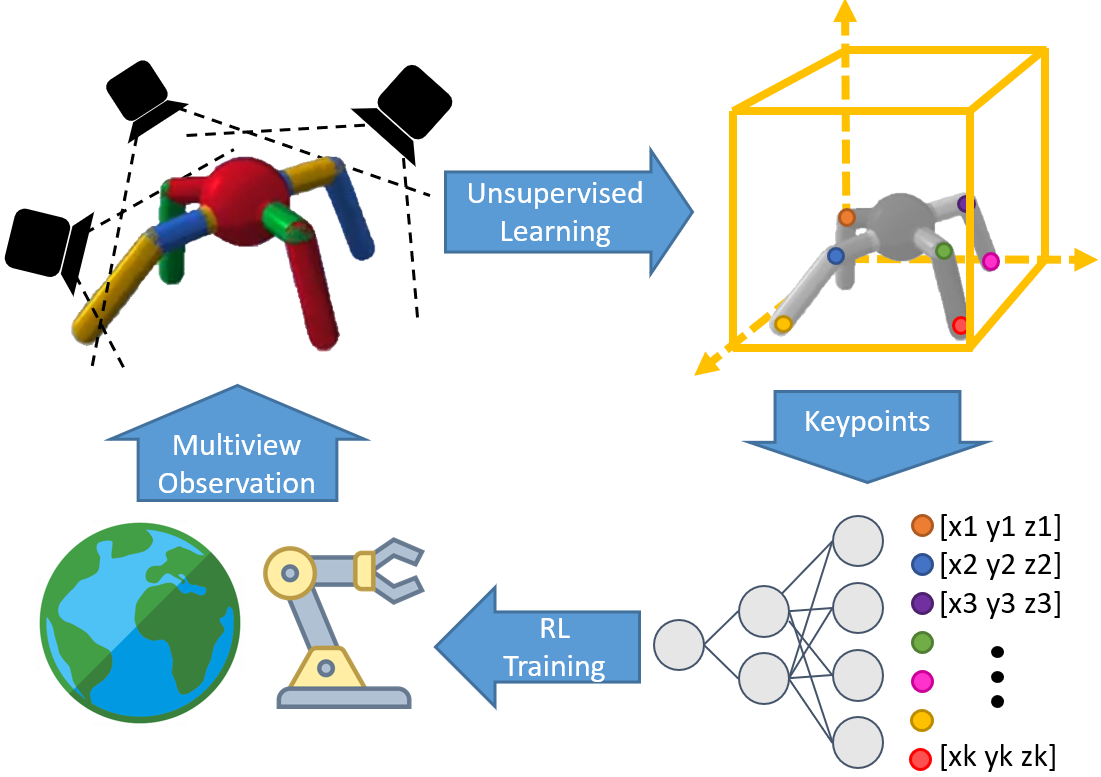 Unsupervised
Learning
Keypoints
Multiview
Observation
[x1 y1 z1]
[x2 y2 z2]
[x3 y3 z3]
[xk yk zk]
RL
Training